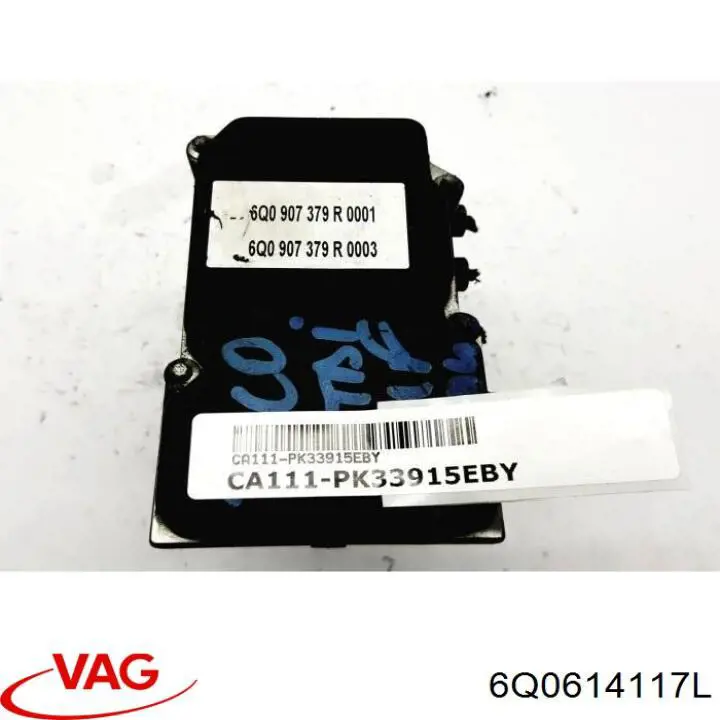 6Q0 907 379 R 0001
6Q0 907 379 R 0003
CA111-PK33915EBY
CA111-PK33915EBY
VAG
6Q0614117L